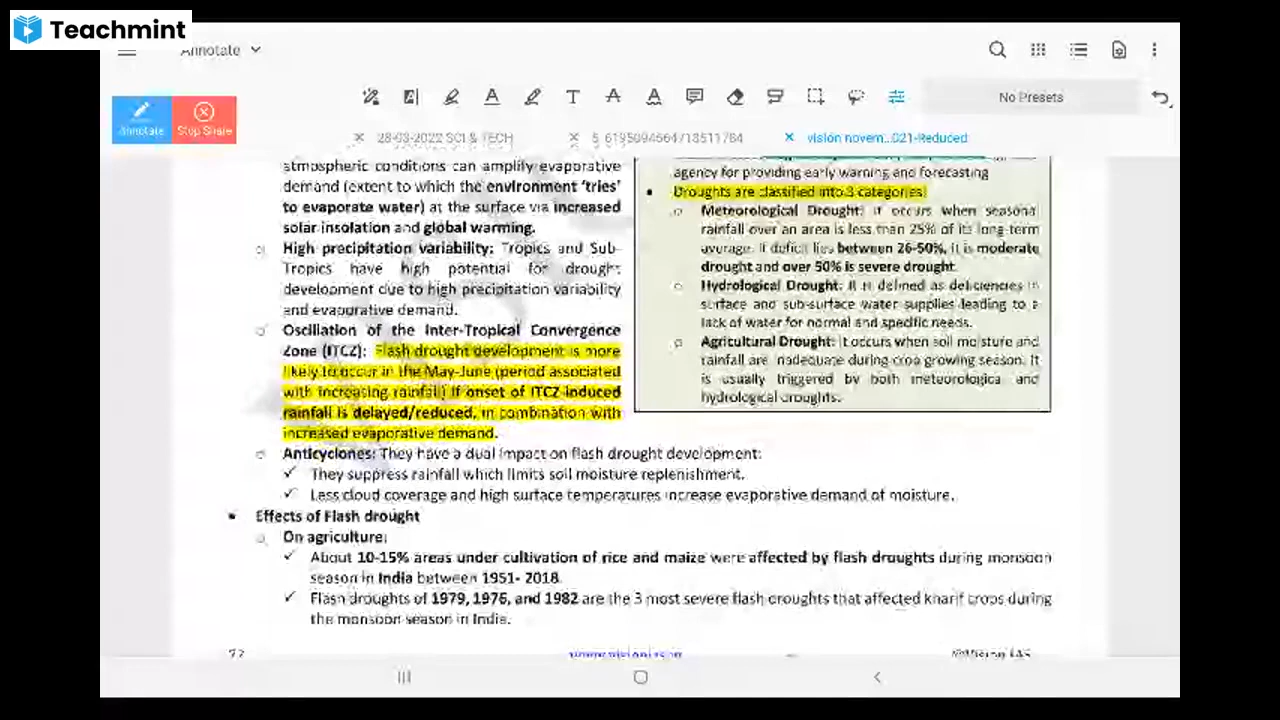 Teachmint
Annotate
No Presets
Annotate
Stop Share
28-03-2022 SCI & TECH
5_6195094564718511784
vision novem...021-Reduced
atmospheric conditions can amplify evaporative
demand (extent to which the environment 'tries'
to evaporate water) at the surface via increased
solar insolation and global warming.
High precipitation variability: Tropics and Sub-
Tropics have high potential for drought
development due to high precipitation variability
and evaporative demand.
Oscillation of the Inter-Tropical Convergence
Zone (ITCZ): Flash drought development is more
likely to occur in the May-June (period associated
with increasing rainfall) if onset of ITCZ-induced
rainfall is delayed/reduced, in combination with
increased evaporative demand.
agency for providing early warning and forecasting
Droughts are classified into 3 categories
Meteorological Drought: It occurs when seasonal
rainfall over an area is less than 25% of its long-term
average. If deficit lies between 26-50%, it is moderate
drought and over 50% is severe drought.
Hydrological Drought: It is defined as deficiencies in
surface and sub-surface water supplies leading to a
lack of water for normal and specific needs.
Agricultural Drought: It occurs when soil moisture and
rainfall are inadequate during crop growing season. It
is usually triggered by both meteorological and
hydrological droughts.
Anticyclones: They have a dual impact on flash drought development:
✓ They suppress rainfall which limits soil moisture replenishment.
✓ Less cloud coverage and high surface temperatures increase evaporative demand of moisture.
• Effects of Flash drought
On agriculture:
✓ About 10-15% areas under cultivation of rice and maize were affected by flash droughts during monsoon
season in India between 1951- 2018.
✓ Flash droughts of 1979, 1976, and 1982 are the 3 most severe flash droughts that affected kharif crops during
the monsoon season in India.